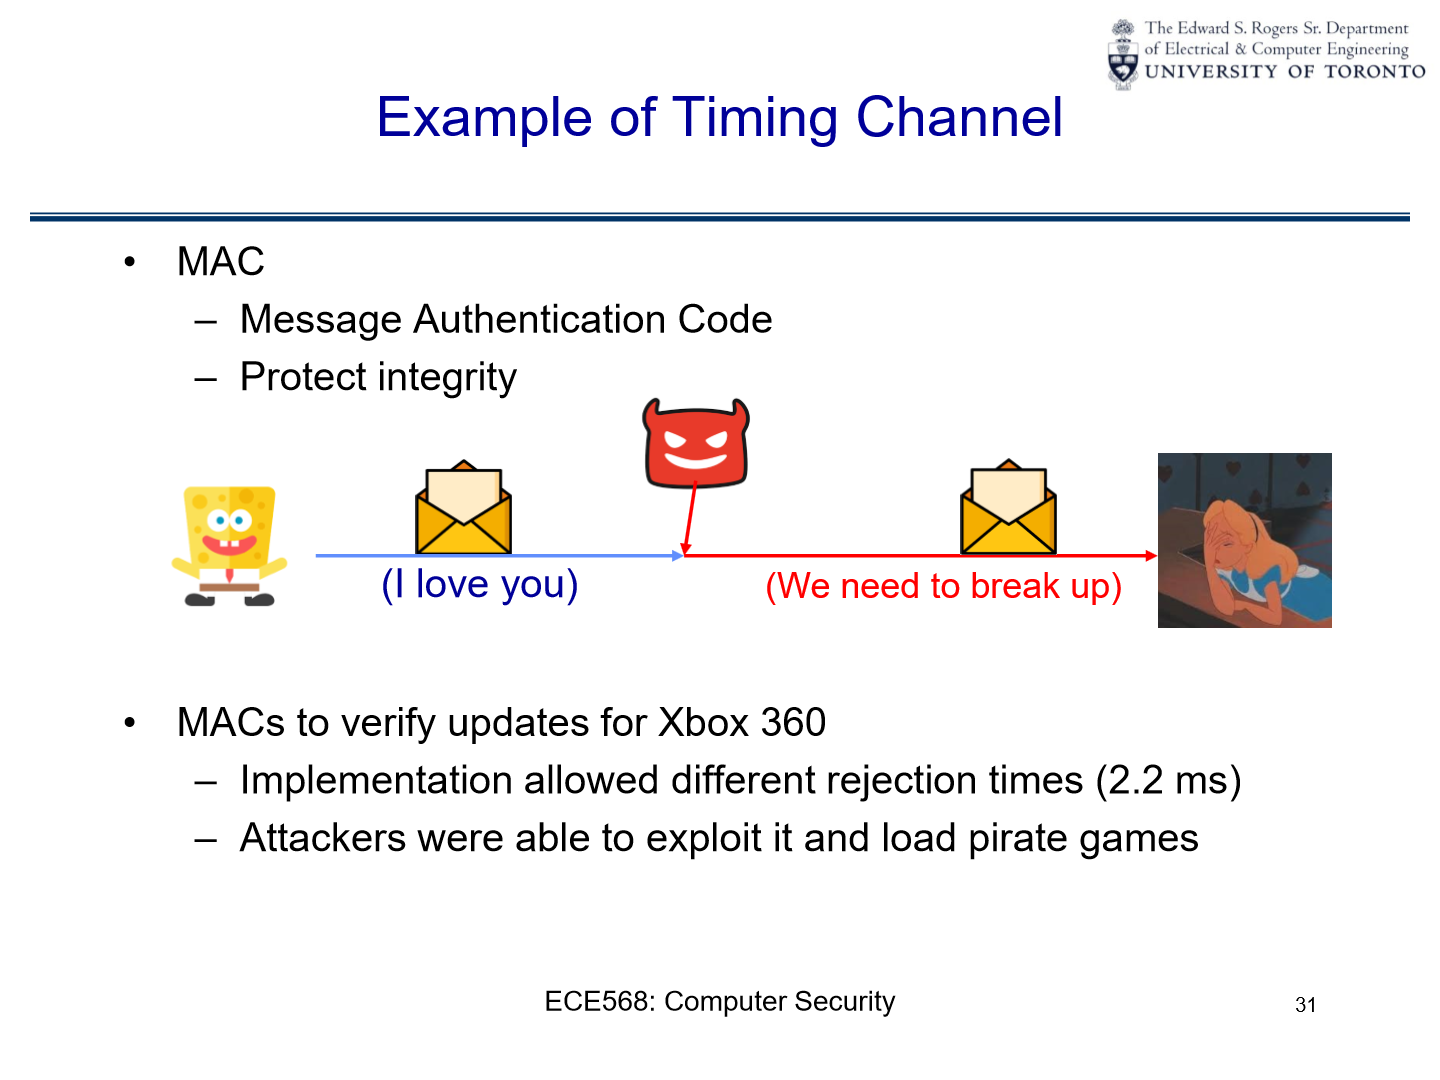 The Edward S. Rogers Sr. Department
of Electrical & Computer Engineering
UNIVERSITY OF TORONTO
Example of Timing Channel
• MAC
– Message Authentication Code
– Protect integrity
(I love you)
(We need to break up)
• MACs to verify updates for Xbox 360
– Implementation allowed different rejection times (2.2 ms)
– Attackers were able to exploit it and load pirate games
ECE568: Computer Security
31